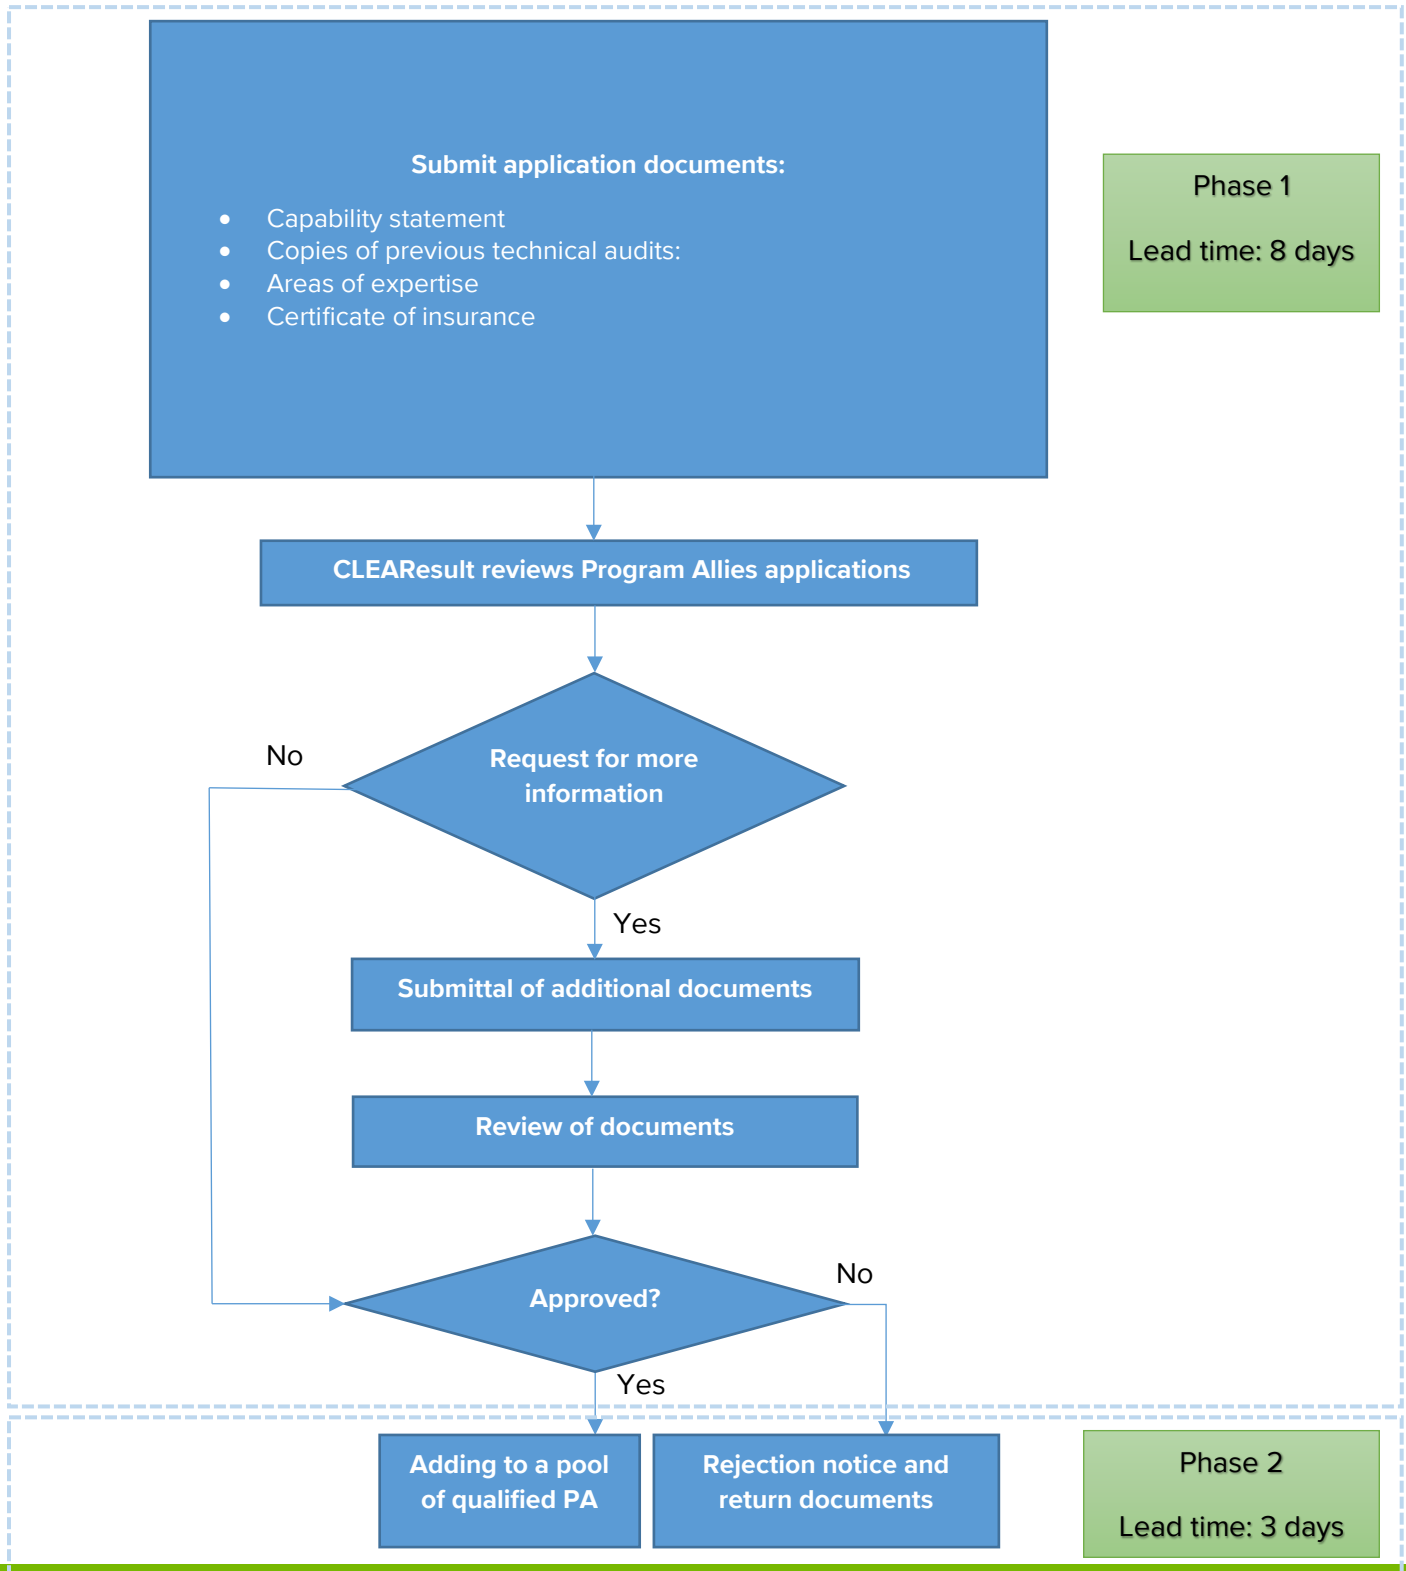 Submit application documents:
• Capability statement
• Copies of previous technical audits:
• Areas of expertise
• Certificate of insurance
Phase 1
Lead time: 8 days
CLEAResult reviews Program Allies applications
Request for more
information
No
Yes
Submittal of additional documents
Review of documents
Approved?
No
Yes
Adding to a pool
of qualified PA
Rejection notice and
return documents
Phase 2
Lead time: 3 days